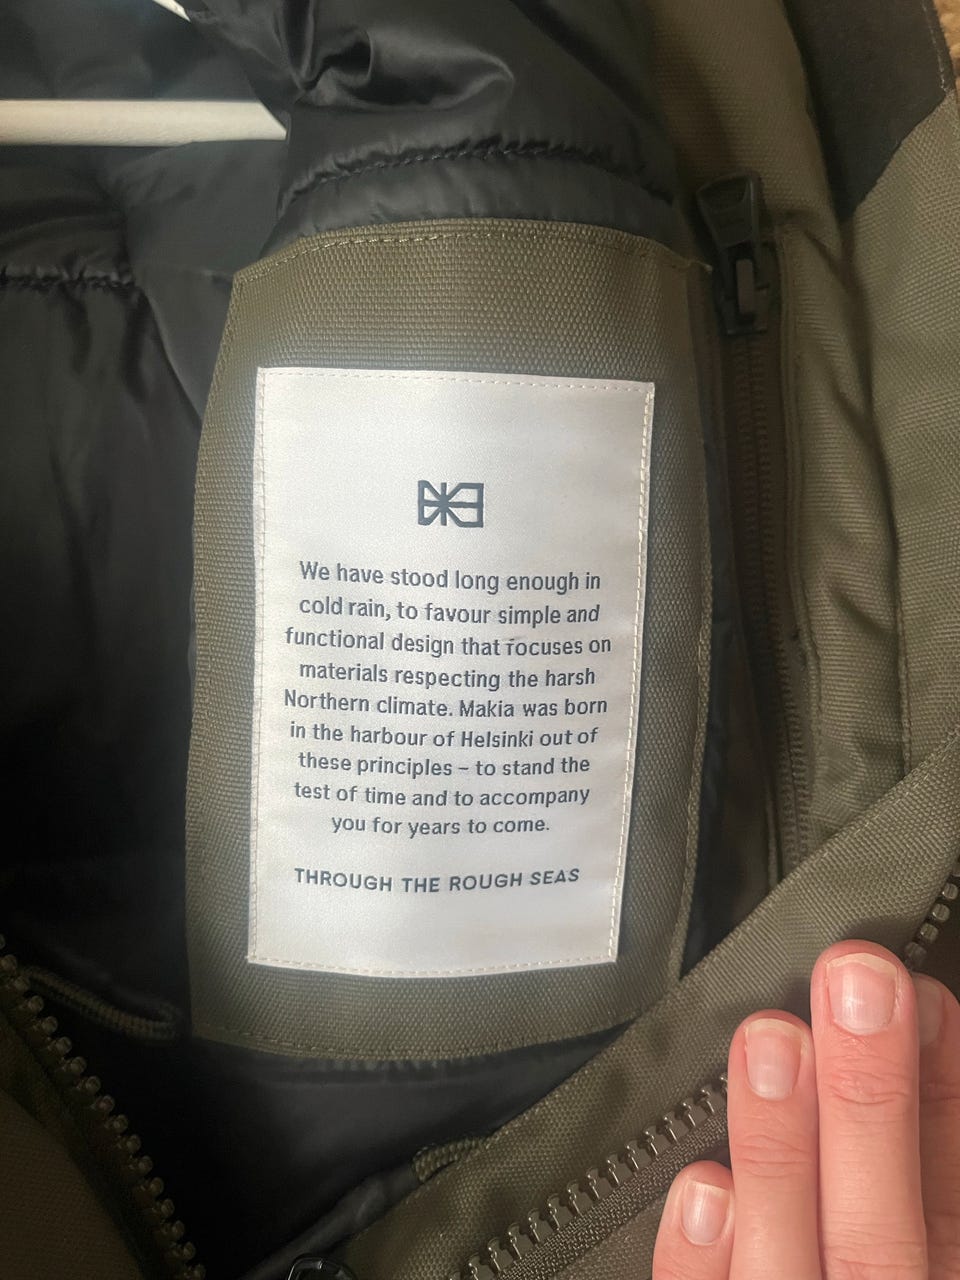 We have stood long enough in
cold rain, to favour simple and
functional design that focuses on
materials respecting the harsh
Northern climate. Makia was born
in the harbour of Helsinki out of
these principles – to stand the
test of time and to accompany
you for years to come.
THROUGH THE ROUGH SEAS